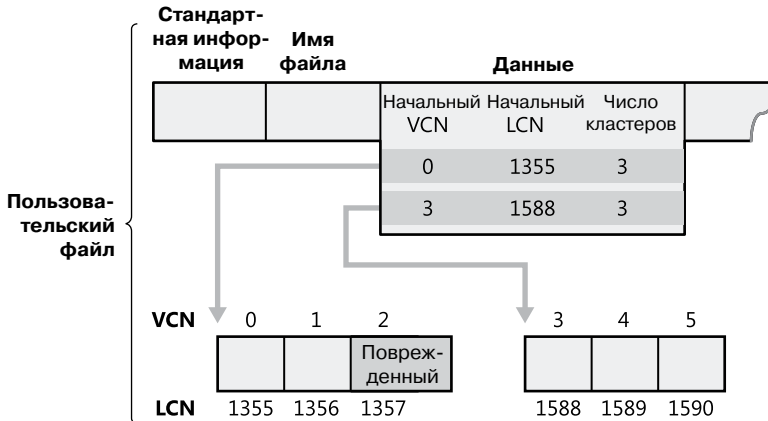 Стандарт-
ная инфор-
мация
Имя
файла
Данные
Начальный VCN
Начальный LCN
Число кластеров
0 1355 3
3 1588 3
Пользова-
тельский
файл
VCN 0 1 2 3 4 5
Повреж-
денный
LCN 1355 1356 1357 1588 1589 1590